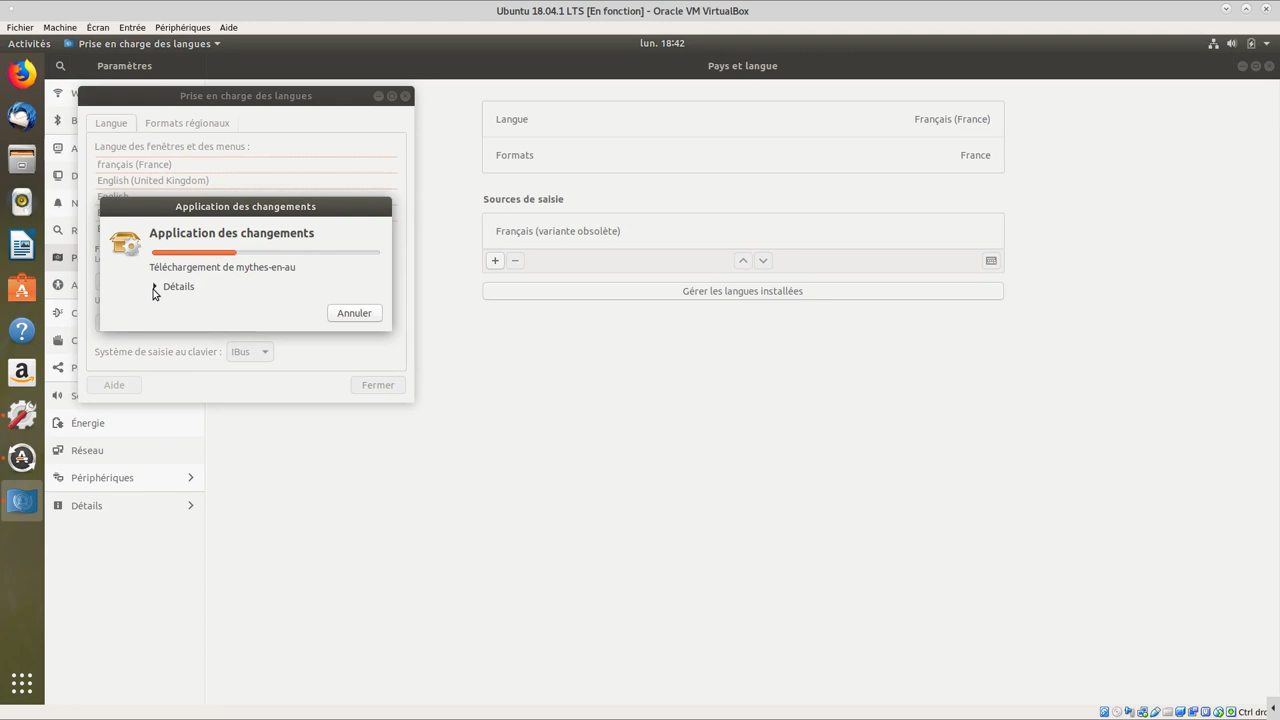 Ubuntu 18.04.1 LTS [En fonction] - Oracle VM VirtualBox
Fichier Machine Écran Entrée Périphériques Aide
Activités Prise en charge des langues lun. 18:42
Paramètres Pays et langue
Prise en charge des langues
Langue Formats régionaux
Langue des fenêtres et des menus :
français (France)
English (United Kingdom)
English
Application des changements
Application des changements
Téléchargement de mythes-en-au
Détails
Annuler
Système de saisie au clavier : IBus
Aide Fermer
Énergie
Réseau
Périphériques
Détails
Langue Français (France)
Formats France
Sources de saisie
Français (variante obsolète)
Gérer les langues installées
Ctrl drc